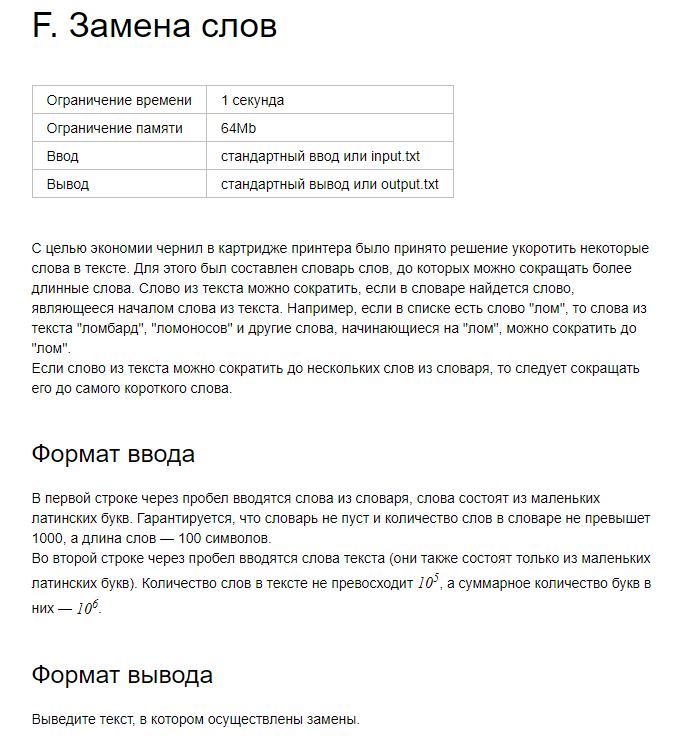 F. Замена слов
Ограничение времени 1 секунда
Ограничение памяти 64Mb
Ввод стандартный ввод или input.txt
Вывод стандартный вывод или output.txt
С целью экономии чернил в картридже принтера было принято решение укоротить некоторые
слова в тексте. Для этого был составлен словарь слов, до которых можно сокращать более
длинные слова. Слово из текста можно сократить, если в словаре найдется слово,
являющееся началом слова из текста. Например, если в списке есть слово "лом", то слова из
текста "ломбард", "ломоносов" и другие слова, начинающиеся на "лом", можно сократить до
"лом".
Если слово из текста можно сократить до нескольких слов из словаря, то следует сокращать
его до самого короткого слова.
Формат ввода
В первой строке через пробел вводятся слова из словаря, слова состоят из маленьких
латинских букв. Гарантируется, что словарь не пуст и количество слов в словаре не превышет
1000, а длина слов — 100 символов.
Во второй строке через пробел вводятся слова текста (они также состоят только из маленьких
латинских букв). Количество слов в тексте не превосходит 10^5, а суммарное количество букв в
них — 10^6.
Формат вывода
Выведите текст, в котором осуществлены замены.